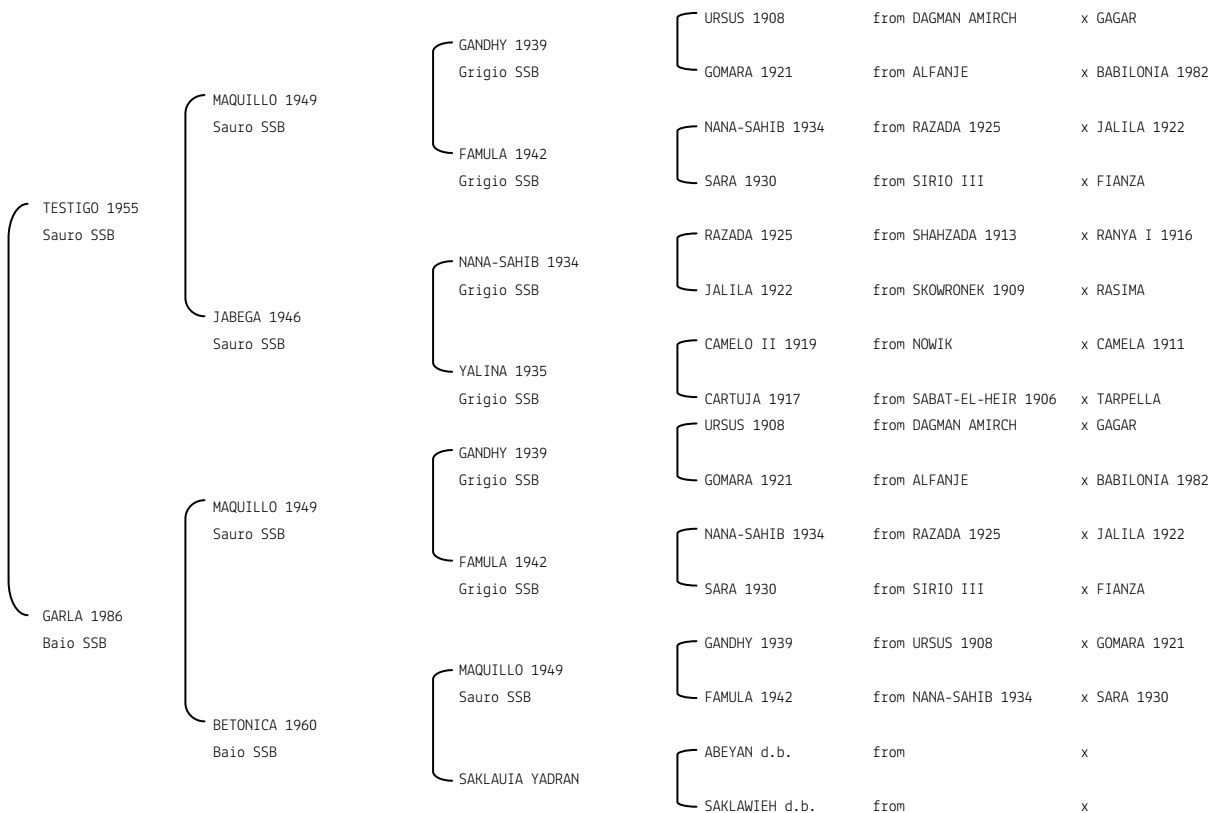 URSUS 1908 from DAGMAN AMIRCH x GAGAR
GANDHY 1939
Grigio SSB
GOMARA 1921 from ALFANJE x BABILONIA 1982
MAQUILLO 1949
Sauro SSB
NANA-SAHIB 1934 from RAZADA 1925 x JALILA 1922
FAMULA 1942
Grigio SSB
SARA 1930 from SIRIO III x FIANZA
TESTIGO 1955
Sauro SSB
RAZADA 1925 from SHAHZADA 1913 x RANYA I 1916
NANA-SAHIB 1934
Grigio SSB
JALILA 1922 from SKOWRONEK 1909 x RASIMA
JABEGA 1946
Sauro SSB
CAMELO II 1919 from NOWIK x CAMELA 1911
YALINA 1935
Grigio SSB
CARTUJA 1917 from SABAT-EL-HEIR 1906 x TARPELLA
URSUS 1908 from DAGMAN AMIRCH x GAGAR
GANDHY 1939
Grigio SSB
GOMARA 1921 from ALFANJE x BABILONIA 1982
MAQUILLO 1949
Sauro SSB
NANA-SAHIB 1934 from RAZADA 1925 x JALILA 1922
FAMULA 1942
Grigio SSB
SARA 1930 from SIRIO III x FIANZA
GARLA 1986
Baio SSB
GANDHY 1939 from URSUS 1908 x GOMARA 1921
MAQUILLO 1949
Sauro SSB
FAMULA 1942 from NANA-SAHIB 1934 x SARA 1930
BETONICA 1960
Baio SSB
ABEYAN d.b. from x
SAKLAUIA YADRAN
SAKLAWIEH d.b. from x